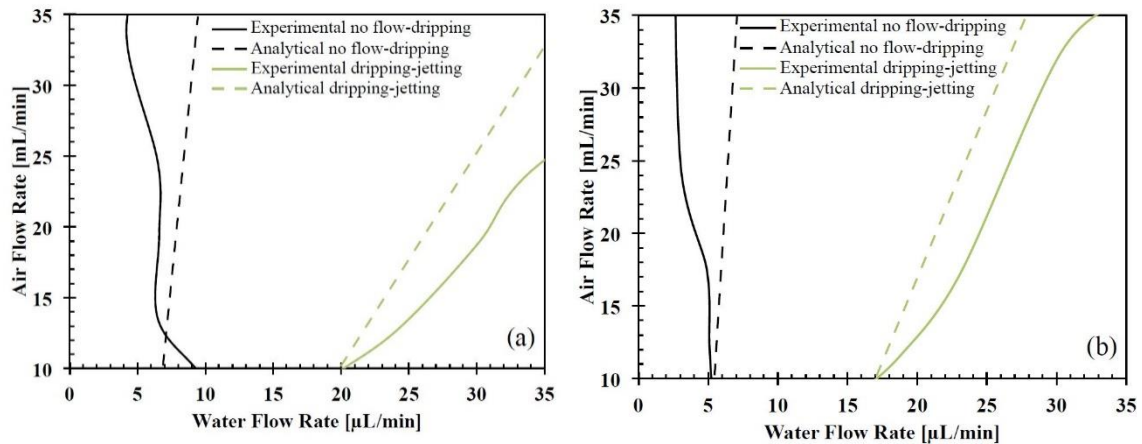 35
30
25
20
15
10
Air Flow Rate [mL/min]
Experimental no flow-dripping
Analytical no flow-dripping
Experimental dripping-jetting
Analytical dripping-jetting
(a)
0 5 10 15 20 25 30 35
Water Flow Rate [µL/min]
35
30
25
20
15
10
Air Flow Rate [mL/min]
Experimental no flow-dripping
Analytical no flow-dripping
Experimental dripping-jetting
Analytical dripping-jetting
(b)
0 5 10 15 20 25 30 35
Water Flow Rate [µL/min]